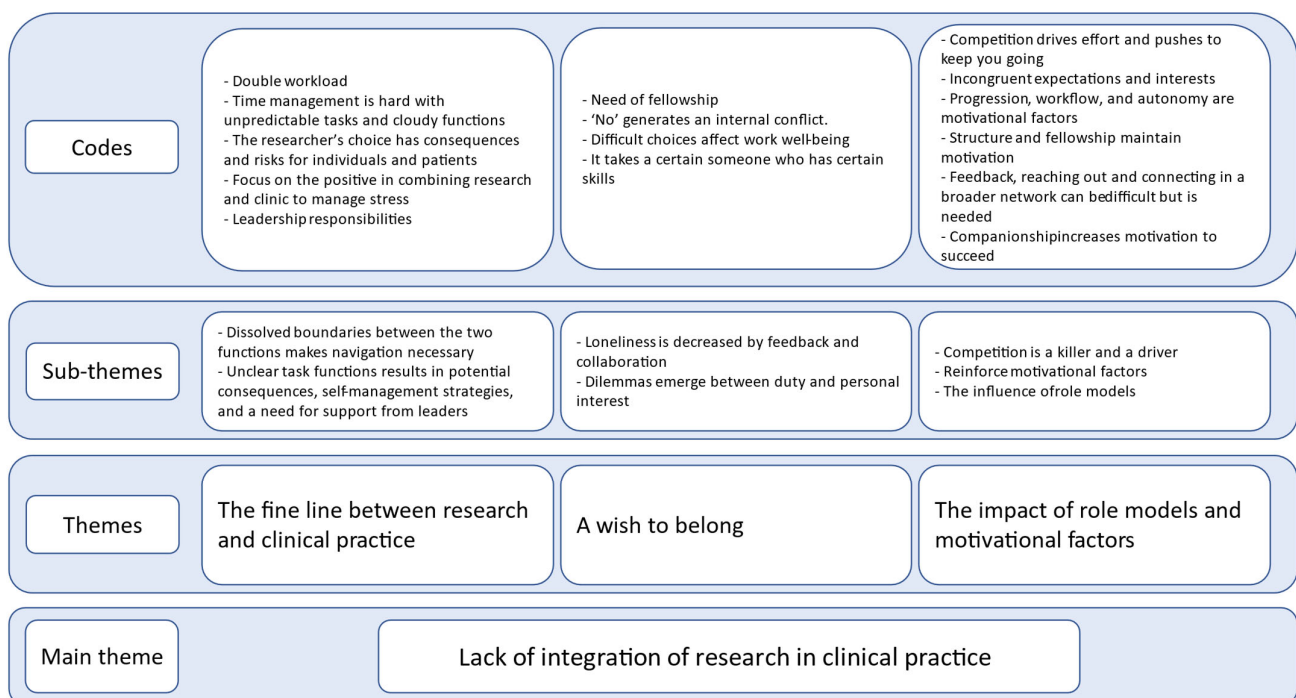 Codes
- Double workload
- Time management is hard with
unpredictable tasks and cloudy functions
- The researcher's choice has consequences
and risks for individuals and patients
- Focus on the positive in combining research
and clinic to manage stress
- Leadership responsibilities
- Need of fellowship
- 'No' generates an internal conflict.
- Difficult choices affect work well-being
- It takes a certain someone who has certain
skills
- Competition drives effort and pushes to
keep you going
- Incongruent expectations and interests
- Progression, workflow, and autonomy are
motivational factors
- Structure and fellowship maintain
motivation
- Feedback, reaching out and connecting in a
broader network can bedifficult but is
needed
- Companionshipincreases motivation to
succeed
Sub-themes
- Dissolved boundaries between the two
functions makes navigation necessary
- Unclear task functions results in potential
consequences, self-management strategies,
and a need for support from leaders
- Loneliness is decreased by feedback and
collaboration
- Dilemmas emerge between duty and personal
interest
- Competition is a killer and a driver
- Reinforce motivational factors
- The influence ofrole models
Themes
The fine line between research
and clinical practice
A wish to belong
The impact of role models and
motivational factors
Main theme
Lack of integration of research in clinical practice